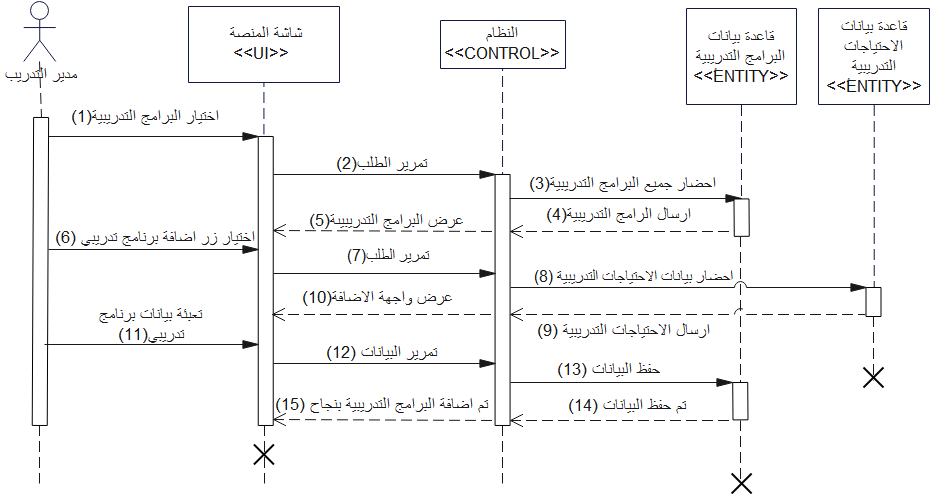 مدير التدريب
شاشة المنصة
<<UI>>
النظام
<<CONTROL>>
قاعدة بيانات
البرامج التدريبية
<<ENTITY>>
قاعدة بيانات
الاحتياجات
التدريبية
<<ENTITY>>
اختيار البرامج التدريبية(1)
تمرير الطلب(2)
احضار جميع البرامج التدريبية(3)
ارسال الرامج التدريبية(4)
عرض البرامج التدريبيية(5)
اختيار زر اضافة برنامج تدريبي (6)
تمرير الطلب(7)
احضار بيانات الاحتياجات التدريبية (8)
ارسال الاحتياجات التدريبية (9)
عرض واجهة الاضافة(10)
تعبئة بيانات برنامج
تدريبي(11)
تمرير البيانات (12)
حفظ البيانات (13)
تم حفظ البيانات (14)
تم اضافة البرامج التدريبية بنجاح (15)